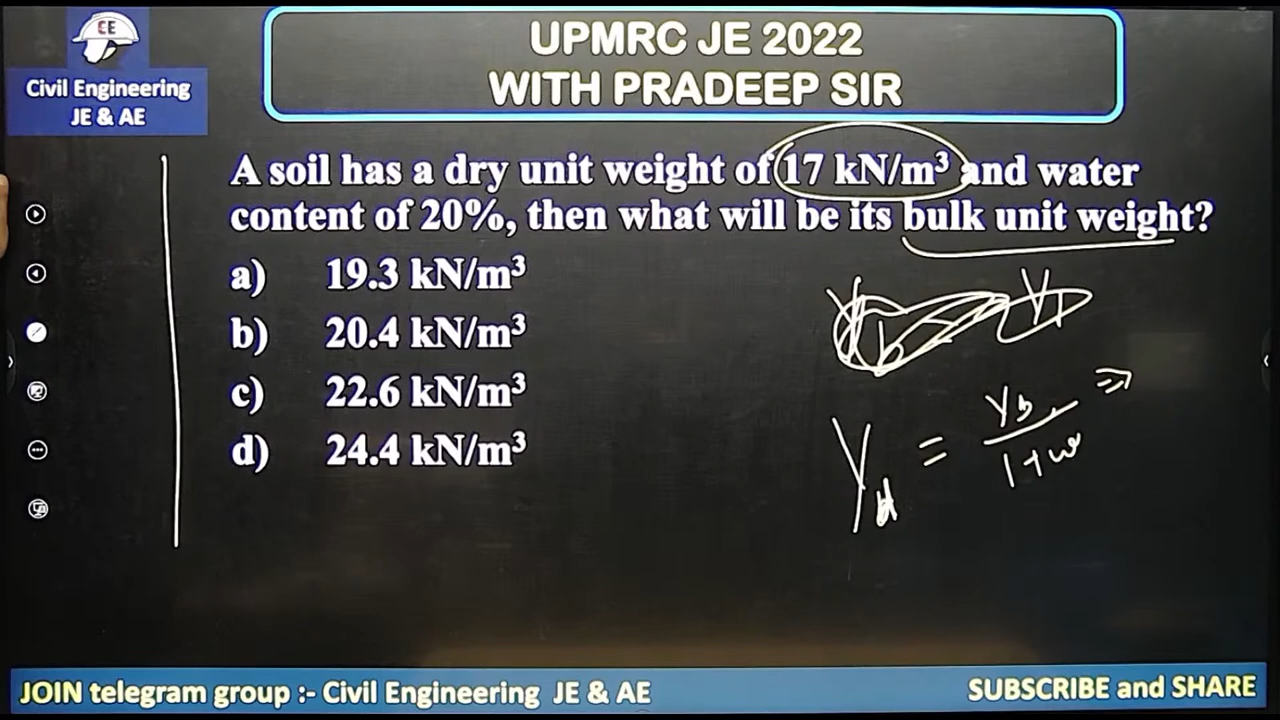 CE
Civil Engineering
JE & AE
UPMRC JE 2022
WITH PRADEEP SIR
A soil has a dry unit weight of 17 kN/m³ and water
content of 20%, then what will be its bulk unit weight?
a) 19.3 kN/m³
b) 20.4 kN/m³
c) 22.6 kN/m³
d) 24.4 kN/m³
γd = γb / 1+w ⇒
JOIN telegram group :- Civil Engineering JE & AE
SUBSCRIBE and SHARE